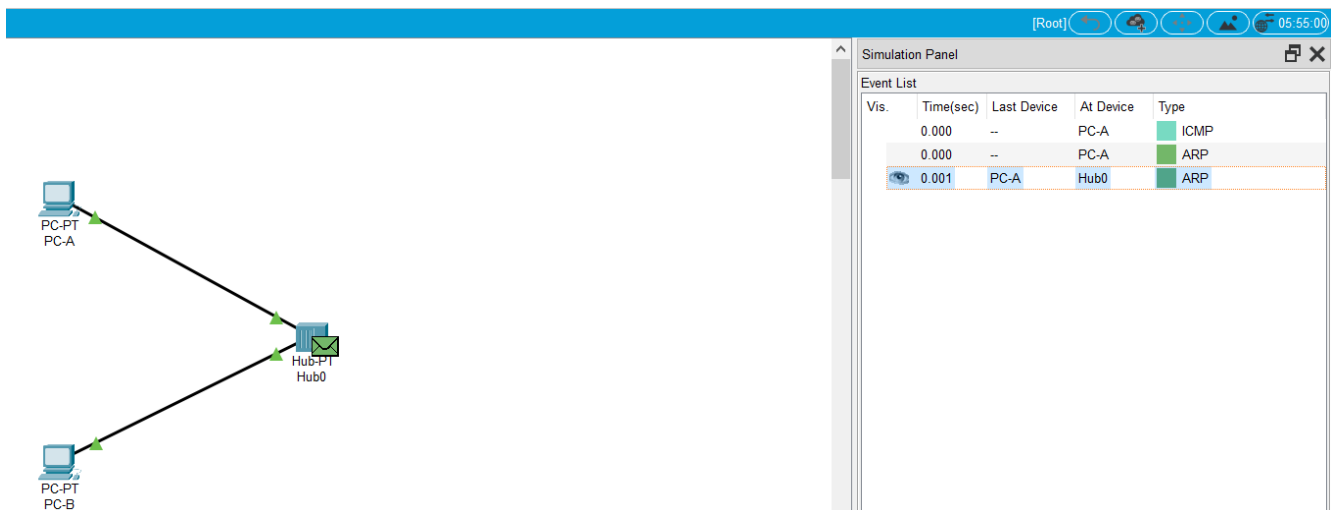 [Root] 05:55:00
Simulation Panel
Event List
Vis. Time(sec) Last Device At Device Type
0.000 -- PC-A ICMP
0.000 -- PC-A ARP
0.001 PC-A Hub0 ARP
PC-PT
PC-A
Hub-PT
Hub0
PC-PT
PC-B